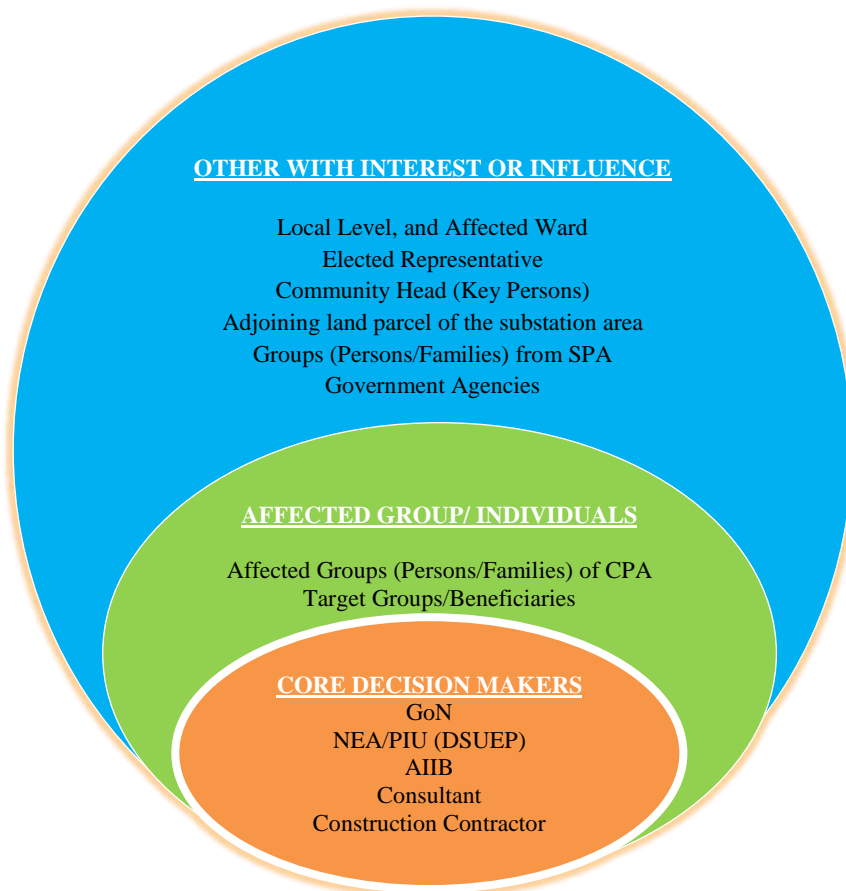 OTHER WITH INTEREST OR INFLUENCE
Local Level, and Affected Ward
Elected Representative
Community Head (Key Persons)
Adjoining land parcel of the substation area
Groups (Persons/Families) from SPA
Government Agencies
AFFECTED GROUP/ INDIVIDUALS
Affected Groups (Persons/Families) of CPA
Target Groups/Beneficiaries
CORE DECISION MAKERS
GoN
NEA/PIU (DSUEP)
AIIB
Consultant
Construction Contractor